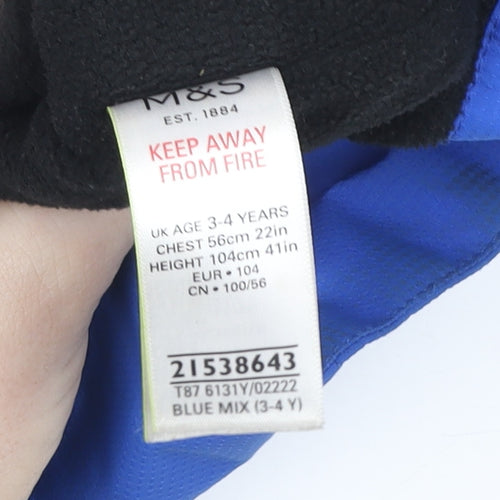 M&S
EST. 1884
KEEP AWAY
FROM FIRE
UK AGE 3-4 YEARS
CHEST 56cm 22in
HEIGHT 104cm 41in
EUR • 104
CN • 100/56
21538643
T87 6131Y/02222
BLUE MIX (3-4 Y)